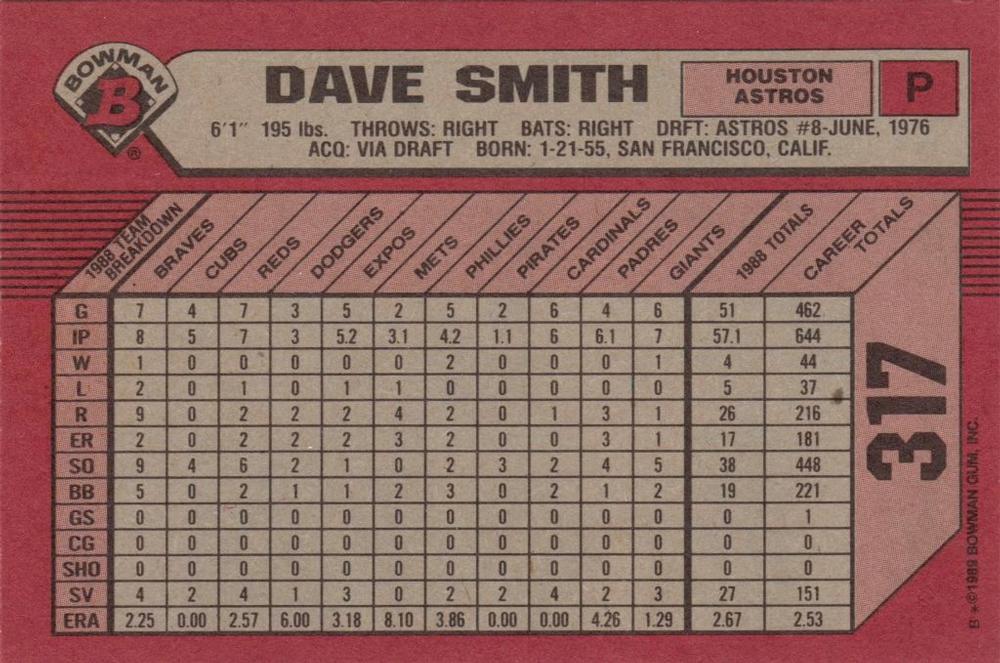 BOWMAN
B
®
DAVE SMITH
HOUSTON ASTROS
P
6'1" 195 lbs. THROWS: RIGHT BATS: RIGHT DRFT: ASTROS #8-JUNE, 1976
ACQ: VIA DRAFT BORN: 1-21-55, SAN FRANCISCO, CALIF.
1988 TEAM BREAKDOWN BRAVES CUBS REDS DODGERS EXPOS METS PHILLIES PIRATES CARDINALS PADRES GIANTS 1988 TOTALS CAREER TOTALS
G 7 4 7 3 5 2 5 2 6 4 6 51 462
IP 8 5 7 3 5.2 3.1 4.2 1.1 6 6.1 7 57.1 644
W 1 0 0 0 0 0 2 0 0 0 1 4 44
L 2 0 1 0 1 1 0 0 0 0 0 5 37
R 9 0 2 2 2 4 2 0 1 3 1 26 216
ER 2 0 2 2 2 3 2 0 0 3 1 17 181
SO 9 4 6 2 1 0 2 3 2 4 5 38 448
BB 5 0 2 1 1 2 3 0 2 1 2 19 221
GS 0 0 0 0 0 0 0 0 0 0 0 0 1
CG 0 0 0 0 0 0 0 0 0 0 0 0 0
SHO 0 0 0 0 0 0 0 0 0 0 0 0 0
SV 4 2 4 1 3 0 2 2 4 2 3 27 151
ERA 2.25 0.00 2.57 6.00 3.18 8.10 3.86 0.00 0.00 4.26 1.29 2.67 2.53
317
B*©1989 BOWMAN GUM, INC.